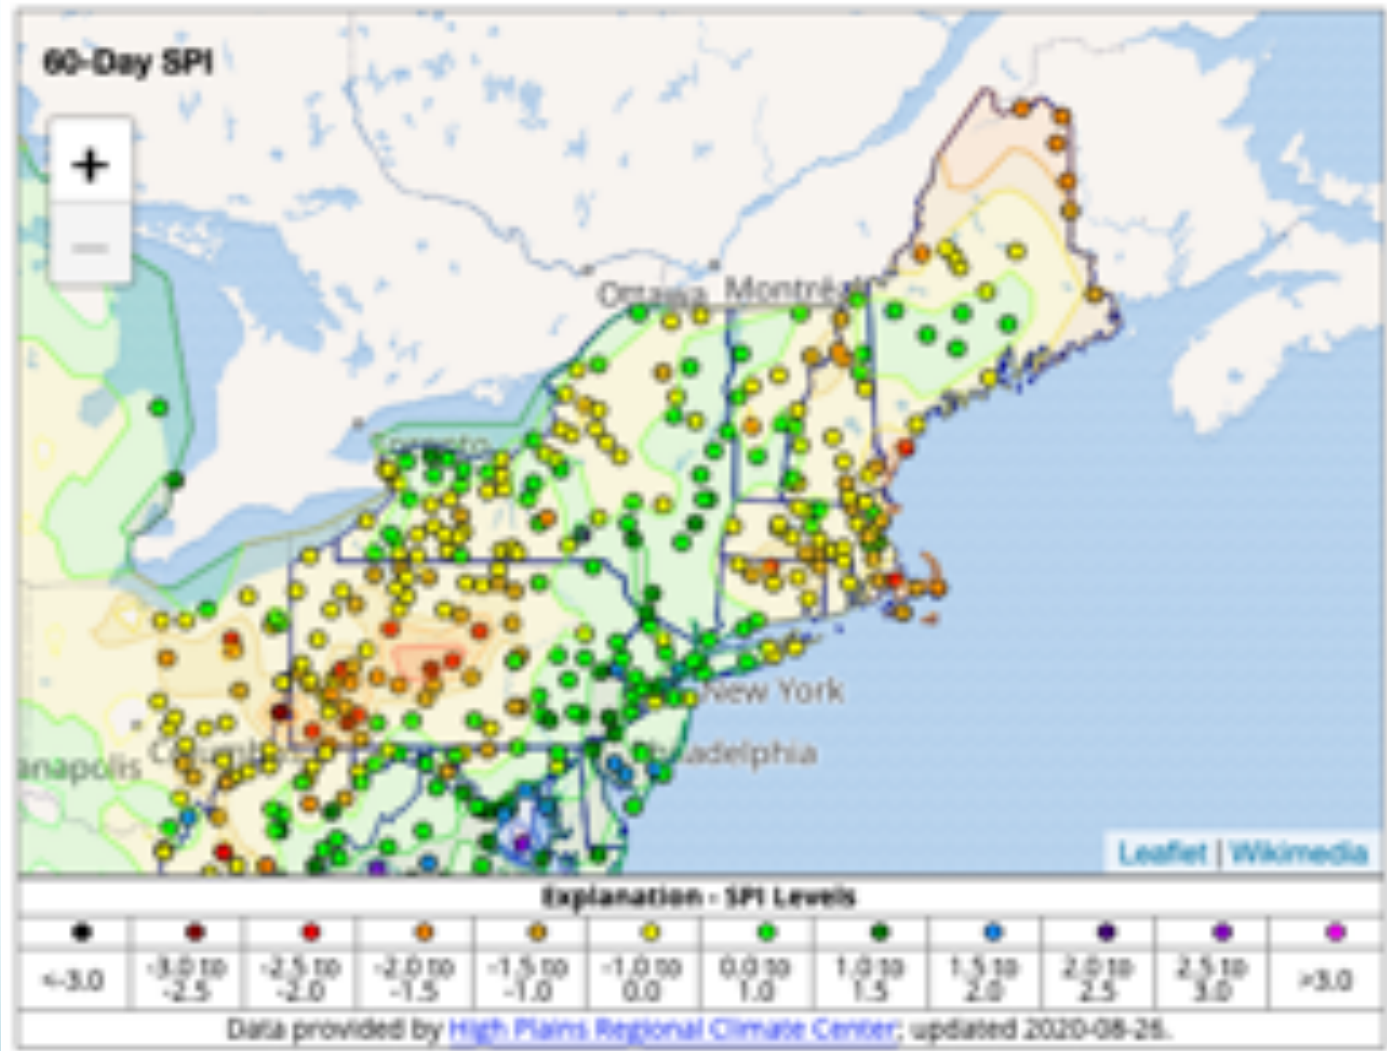 60-Day SPI
+
−
Ottawa Montréal
Toronto
New York
Philadelphia
anapolis
Leaflet | Wikimedia
Explanation - SPI Levels
<-3.0 -3.0 to -2.5 -2.5 to -2.0 -2.0 to -1.5 -1.5 to -1.0 -1.0 to 0.0 0.0 to 1.0 1.0 to 1.5 1.5 to 2.0 2.0 to 2.5 2.5 to 3.0 >3.0
Data provided by High Plains Regional Climate Center; updated 2020-08-26.